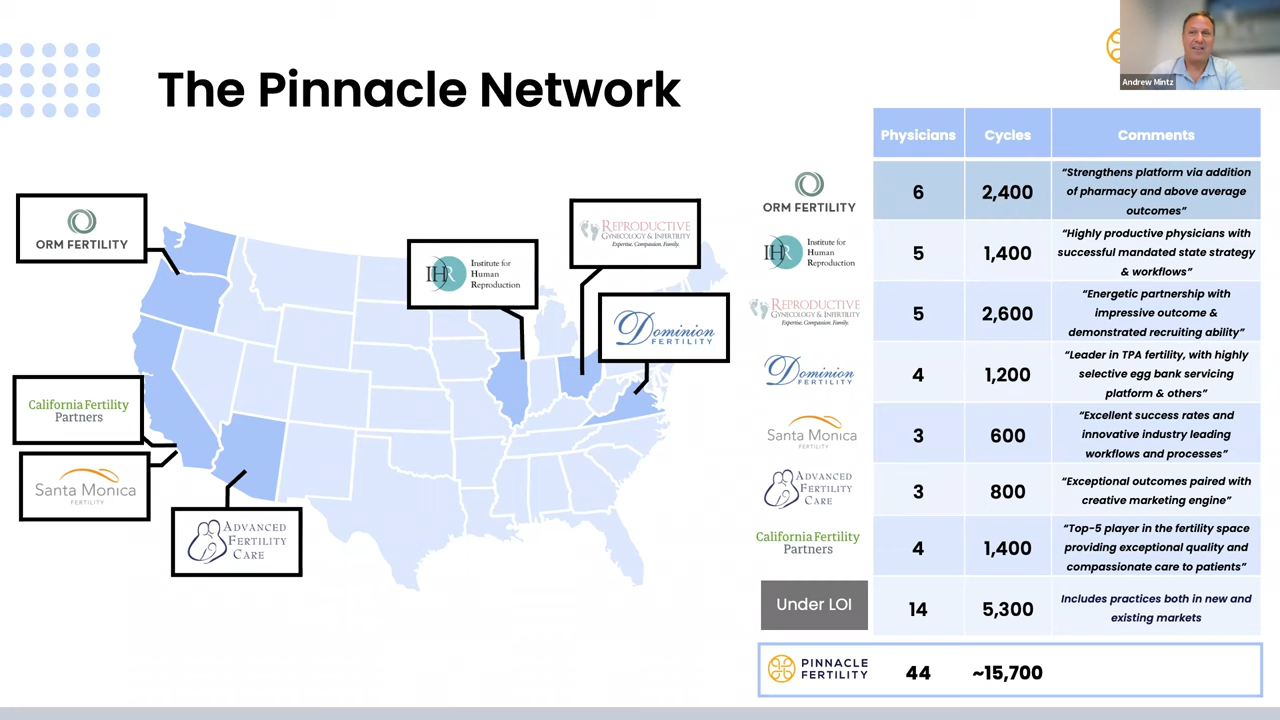 Andrew Mintz
The Pinnacle Network
ORM FERTILITY
IHR
Institute for
Human
Reproduction
REPRODUCTIVE
GYNECOLOGY & INFERTILITY
Expertise. Compassion. Family.
Dominion
FERTILITY
California Fertility
Partners
Santa Monica
FERTILITY
ADVANCED
FERTILITY
CARE
Physicians Cycles Comments
ORM FERTILITY
6 2,400
“Strengthens platform via addition
of pharmacy and above average
outcomes”
IHR
Institute for
Human
Reproduction
5 1,400
“Highly productive physicians with
successful mandated state strategy
& workflows”
REPRODUCTIVE
GYNECOLOGY & INFERTILITY
Expertise. Compassion. Family.
5 2,600
“Energetic partnership with
impressive outcome &
demonstrated recruiting ability”
Dominion
FERTILITY
4 1,200
“Leader in TPA fertility, with highly
selective egg bank servicing
platform & others”
Santa Monica
FERTILITY
3 600
“Excellent success rates and
innovative industry leading
workflows and processes”
ADVANCED
FERTILITY
CARE
3 800
“Exceptional outcomes paired with
creative marketing engine”
California Fertility
Partners
4 1,400
“Top-5 player in the fertility space
providing exceptional quality and
compassionate care to patients”
Under LOI
14 5,300
Includes practices both in new and
existing markets
PINNACLE
FERTILITY
44 ~15,700